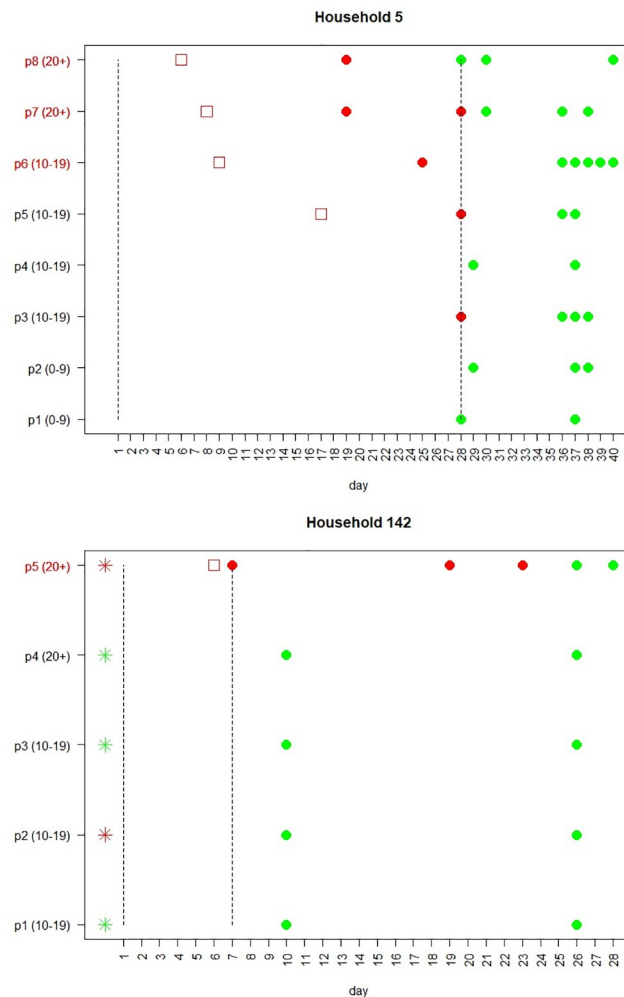 Household 5
p8 (20+)
p7 (20+)
p6 (10-19)
p5 (10-19)
p4 (10-19)
p3 (10-19)
p2 (0-9)
p1 (0-9)
1 2 3 4 5 6 7 8 9 10 11 12 13 14 15 16 17 18 19 20 21 22 23 24 25 26 27 28 29 30 31 32 33 34 35 36 37 38 39 40
day
Household 142
p5 (20+)
p4 (20+)
p3 (10-19)
p2 (10-19)
p1 (10-19)
1 2 3 4 5 6 7 8 9 10 11 12 13 14 15 16 17 18 19 20 21 22 23 24 25 26 27 28
day